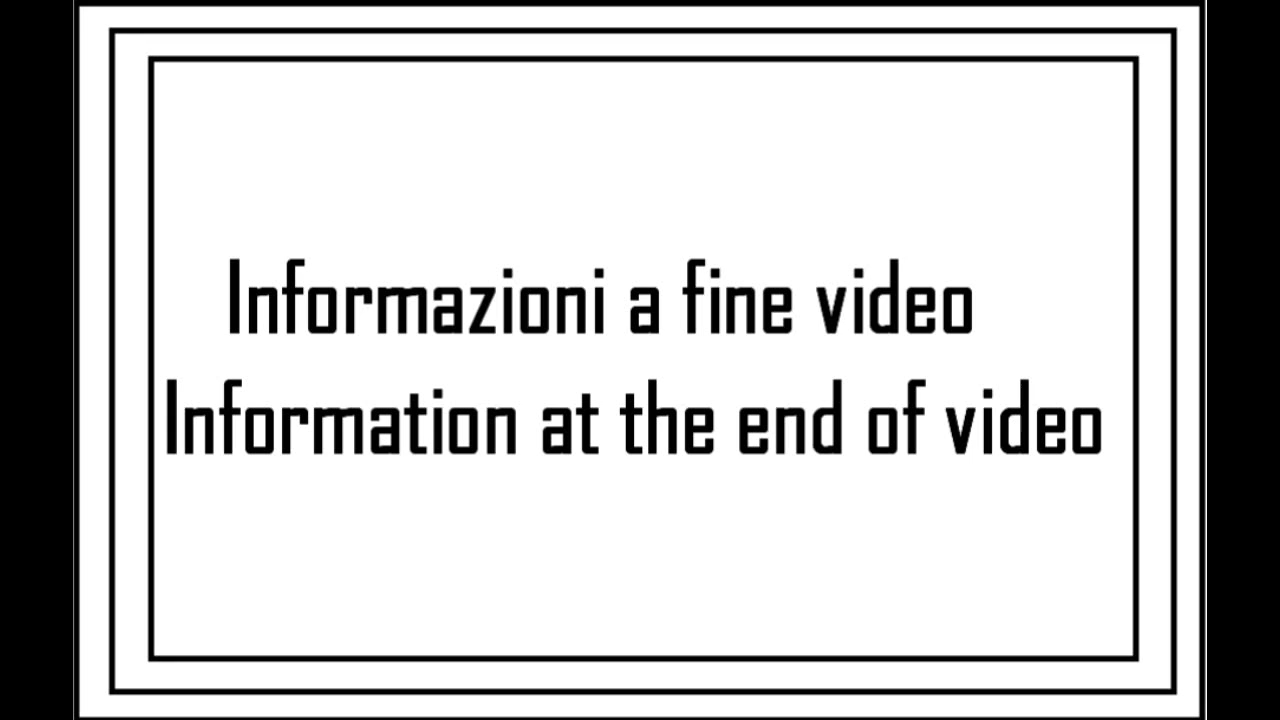 Informazioni a fine video
Information at the end of video